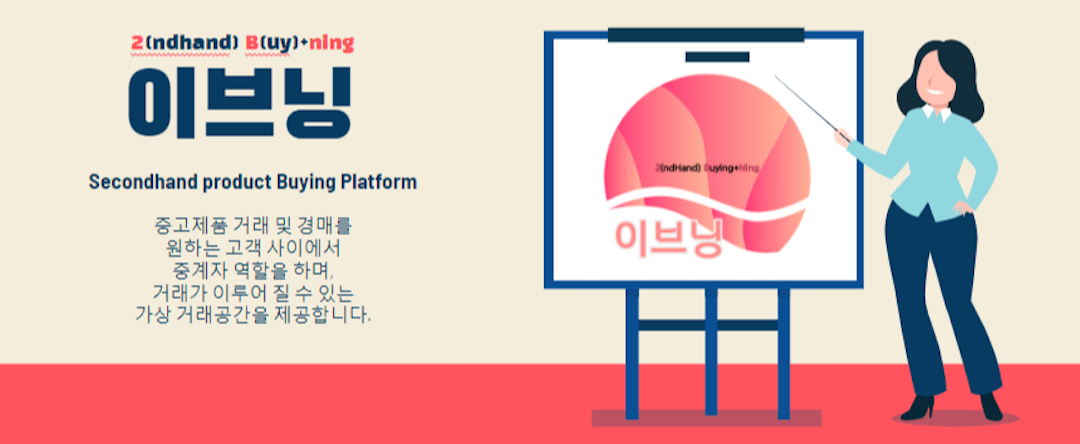 2(ndhand) B(uy)+ning
이브닝
Secondhand product Buying Platform
중고제품 거래 및 경매를
원하는 고객 사이에서
중계자 역할을 하며,
거래가 이루어 질 수 있는
가상 거래공간을 제공합니다.
2(ndHand) Buying+Ning
이브닝